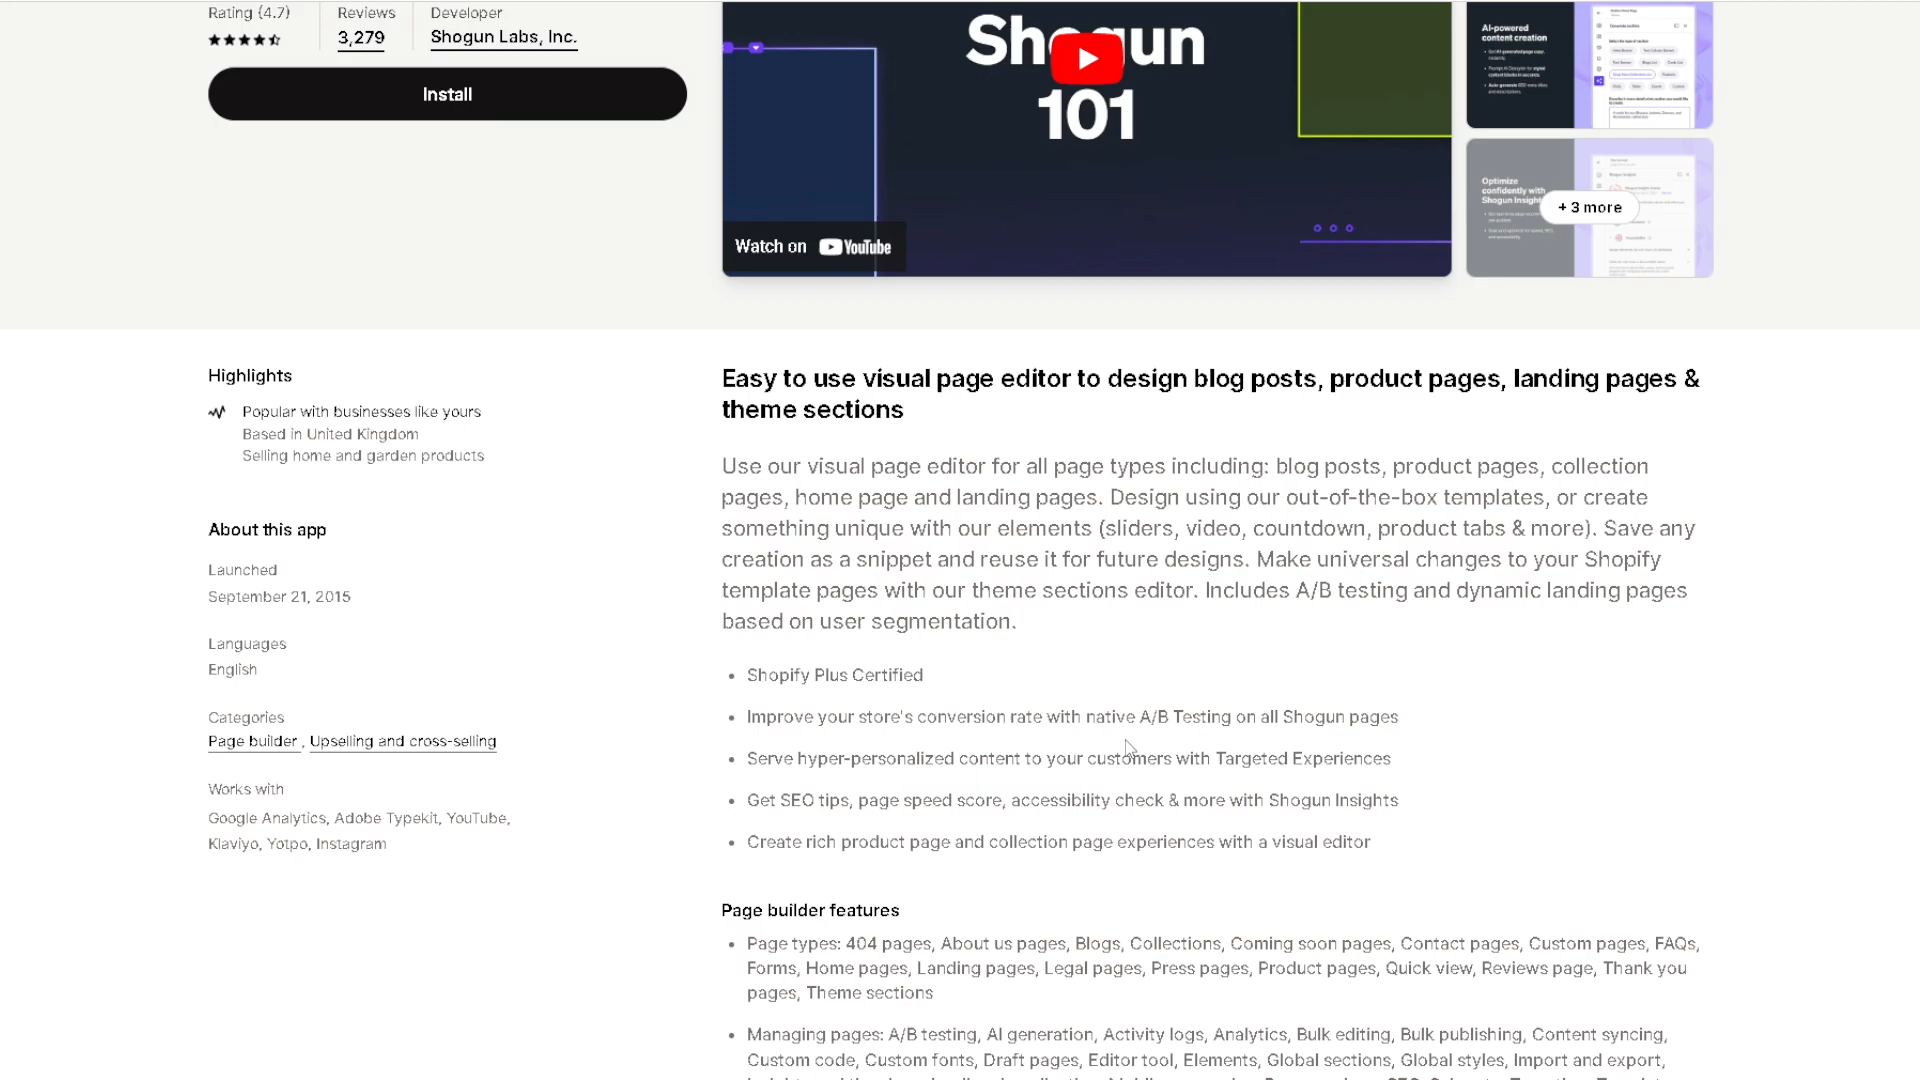 Rating (4.7) Reviews Developer
3,279 Shogun Labs, Inc.
Install
Shogun
101
Watch on YouTube
AI-powered
content creation
Optimize
confidently with
Shogun Insights
+ 3 more
Highlights
Popular with businesses like yours
Based in United Kingdom
Selling home and garden products
About this app
Launched
September 21, 2015
Languages
English
Categories
Page builder , Upselling and cross-selling
Works with
Google Analytics, Adobe Typekit, YouTube,
Klaviyo, Yotpo, Instagram
Easy to use visual page editor to design blog posts, product pages, landing pages &
theme sections
Use our visual page editor for all page types including: blog posts, product pages, collection
pages, home page and landing pages. Design using our out-of-the-box templates, or create
something unique with our elements (sliders, video, countdown, product tabs & more). Save any
creation as a snippet and reuse it for future designs. Make universal changes to your Shopify
template pages with our theme sections editor. Includes A/B testing and dynamic landing pages
based on user segmentation.
Shopify Plus Certified
Improve your store's conversion rate with native A/B Testing on all Shogun pages
Serve hyper-personalized content to your customers with Targeted Experiences
Get SEO tips, page speed score, accessibility check & more with Shogun Insights
Create rich product page and collection page experiences with a visual editor
Page builder features
Page types: 404 pages, About us pages, Blogs, Collections, Coming soon pages, Contact pages, Custom pages, FAQs,
Forms, Home pages, Landing pages, Legal pages, Press pages, Product pages, Quick view, Reviews page, Thank you
pages, Theme sections
Managing pages: A/B testing, AI generation, Activity logs, Analytics, Bulk editing, Bulk publishing, Content syncing,
Custom code, Custom fonts, Draft pages, Editor tool, Elements, Global sections, Global styles, Import and export,